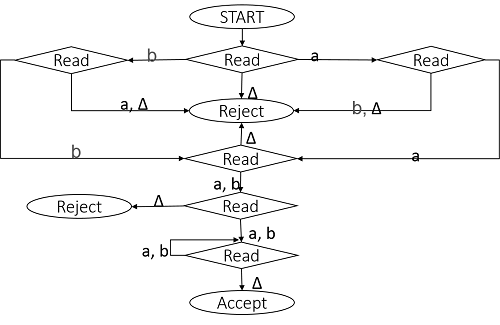 START
Read
b
Read
a
Read
a, Δ
Δ
b, Δ
Reject
Δ
b
Read
a
a, b
Reject
Δ
Read
a, b
a, b
Read
Δ
Accept